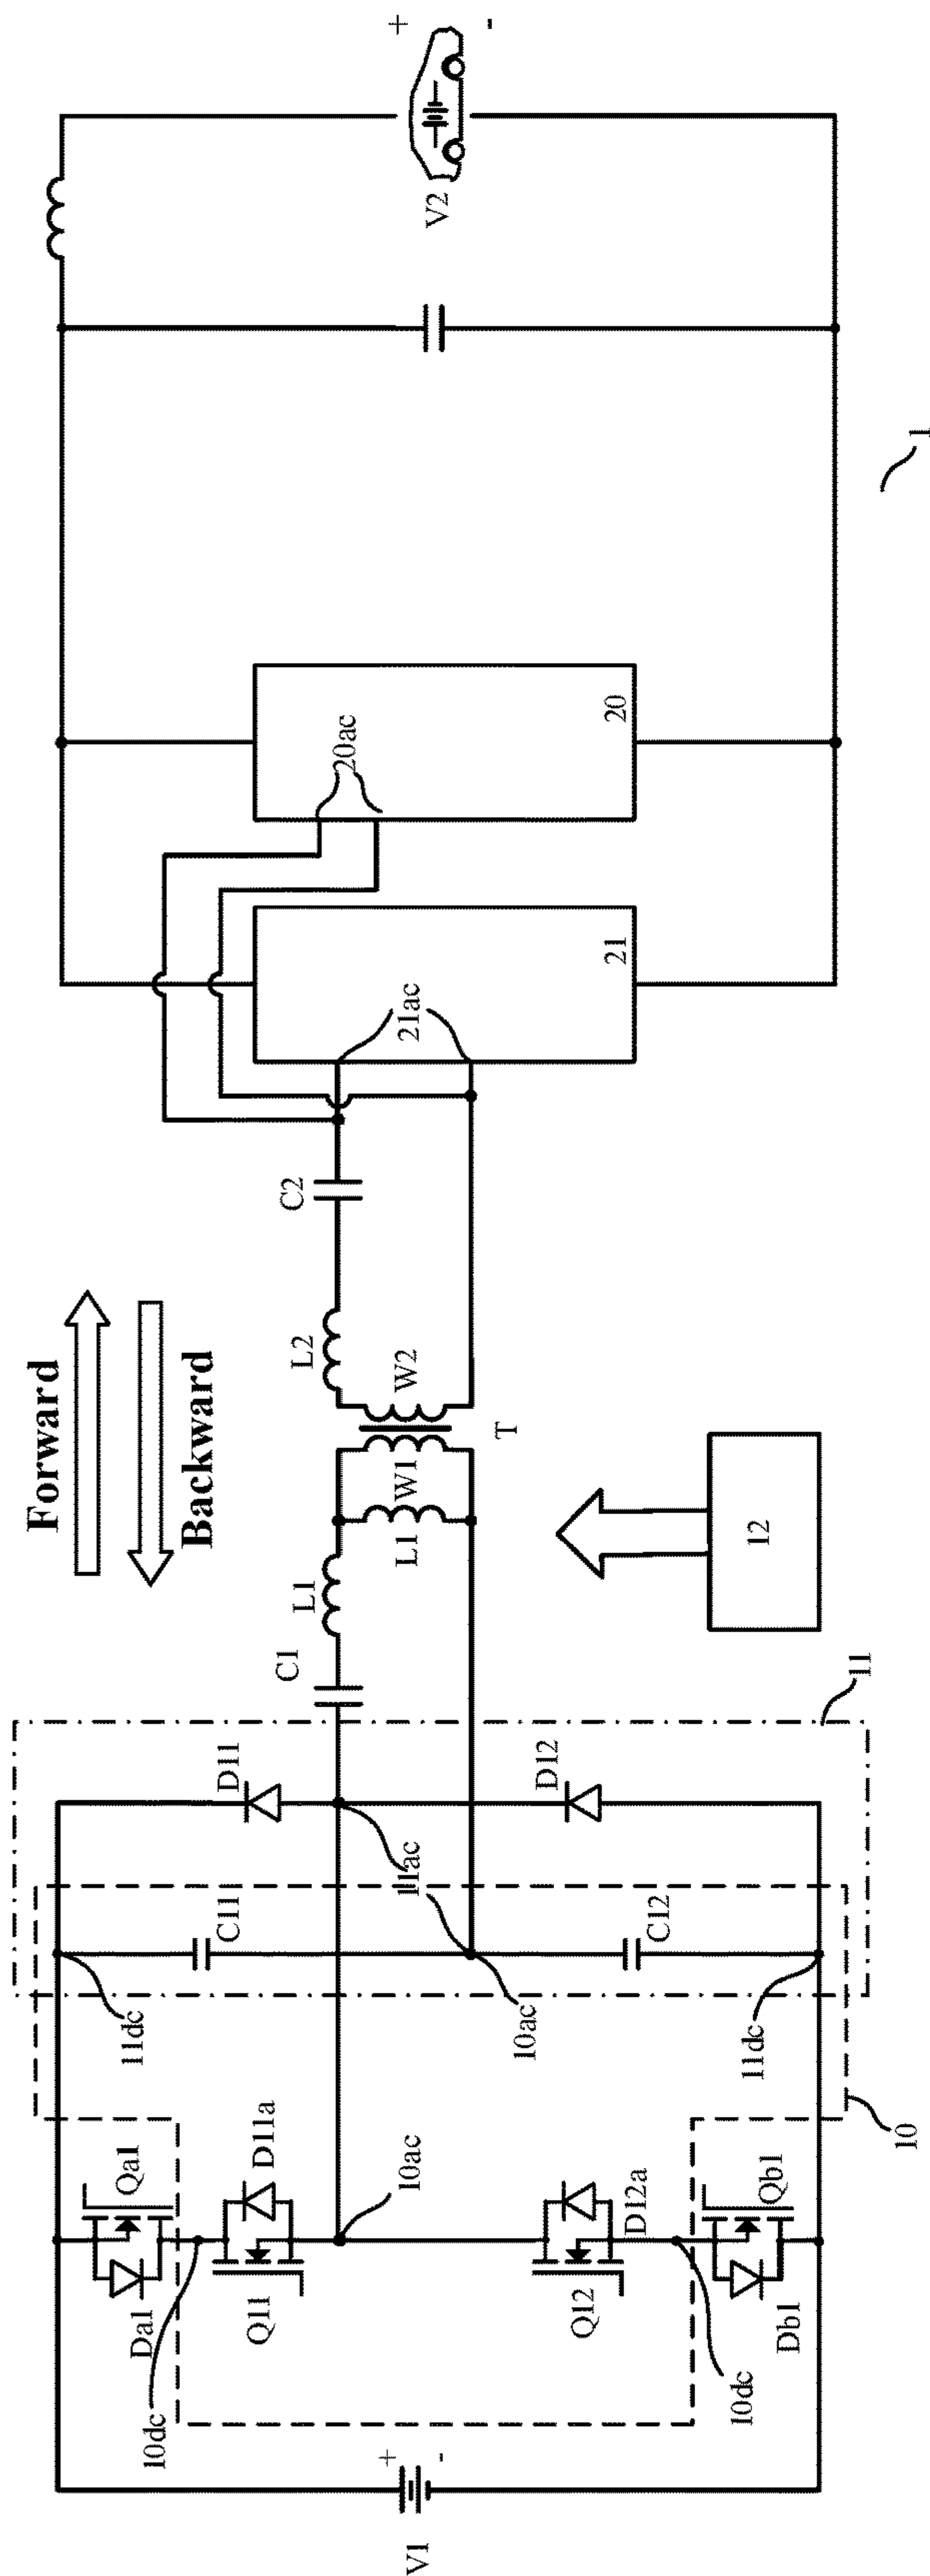 Forward
Backward
V1
+
-
10dc
Da1
Qa1
Q11
D11a
10ac
Q12
D12a
10dc
Db1
Qb1
10
11dc
C11
10ac
C12
11dc
11ac
D11
D12
11
C1
L1
L1
W1
W2
T
L2
C2
12
21ac
21
20ac
20
1
V2
+
-